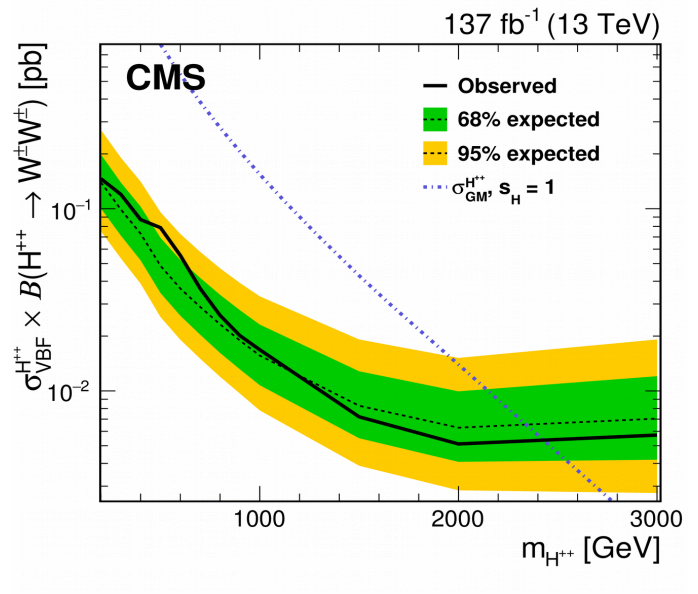 137 fb⁻¹ (13 TeV)
CMS
Observed
68% expected
95% expected
σ_GM^H⁺⁺, s_H = 1
σ_VBF^H⁺⁺ × B(H⁺⁺ → W±W±) [pb]
10⁻¹
10⁻²
1000
2000
3000
m_H⁺⁺ [GeV]